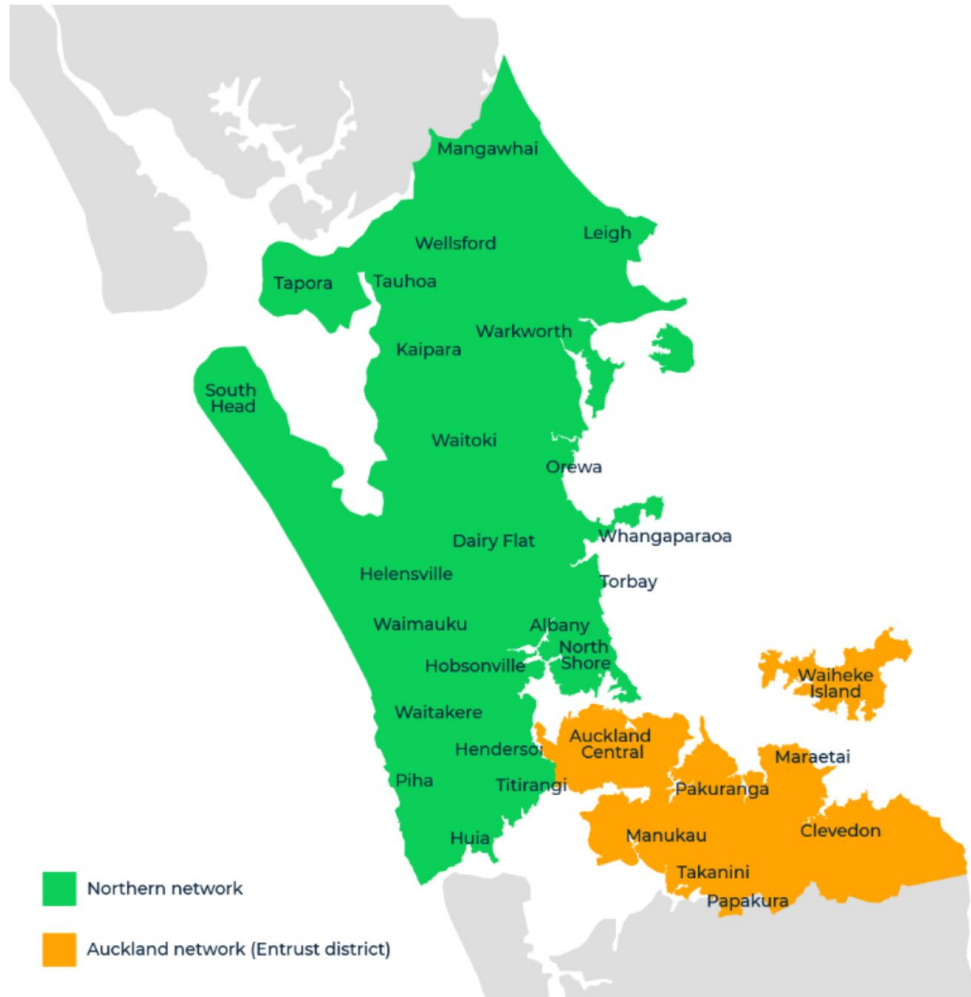 Mangawhai
Leigh
Wellsford
Tapora
Tauhoa
Warkworth
Kaipara
South
Head
Waitoki
Orewa
Whangaparaoa
Dairy Flat
Helensville
Torbay
Waimauku
Albany
North
Shore
Hobsonville
Waiheke
Island
Waitakere
Auckland
Central
Henderson
Maraetai
Piha
Titirangi
Pakuranga
Manukau
Clevedon
Huia
Takanini
Papakura
Northern network
Auckland network (Entrust district)